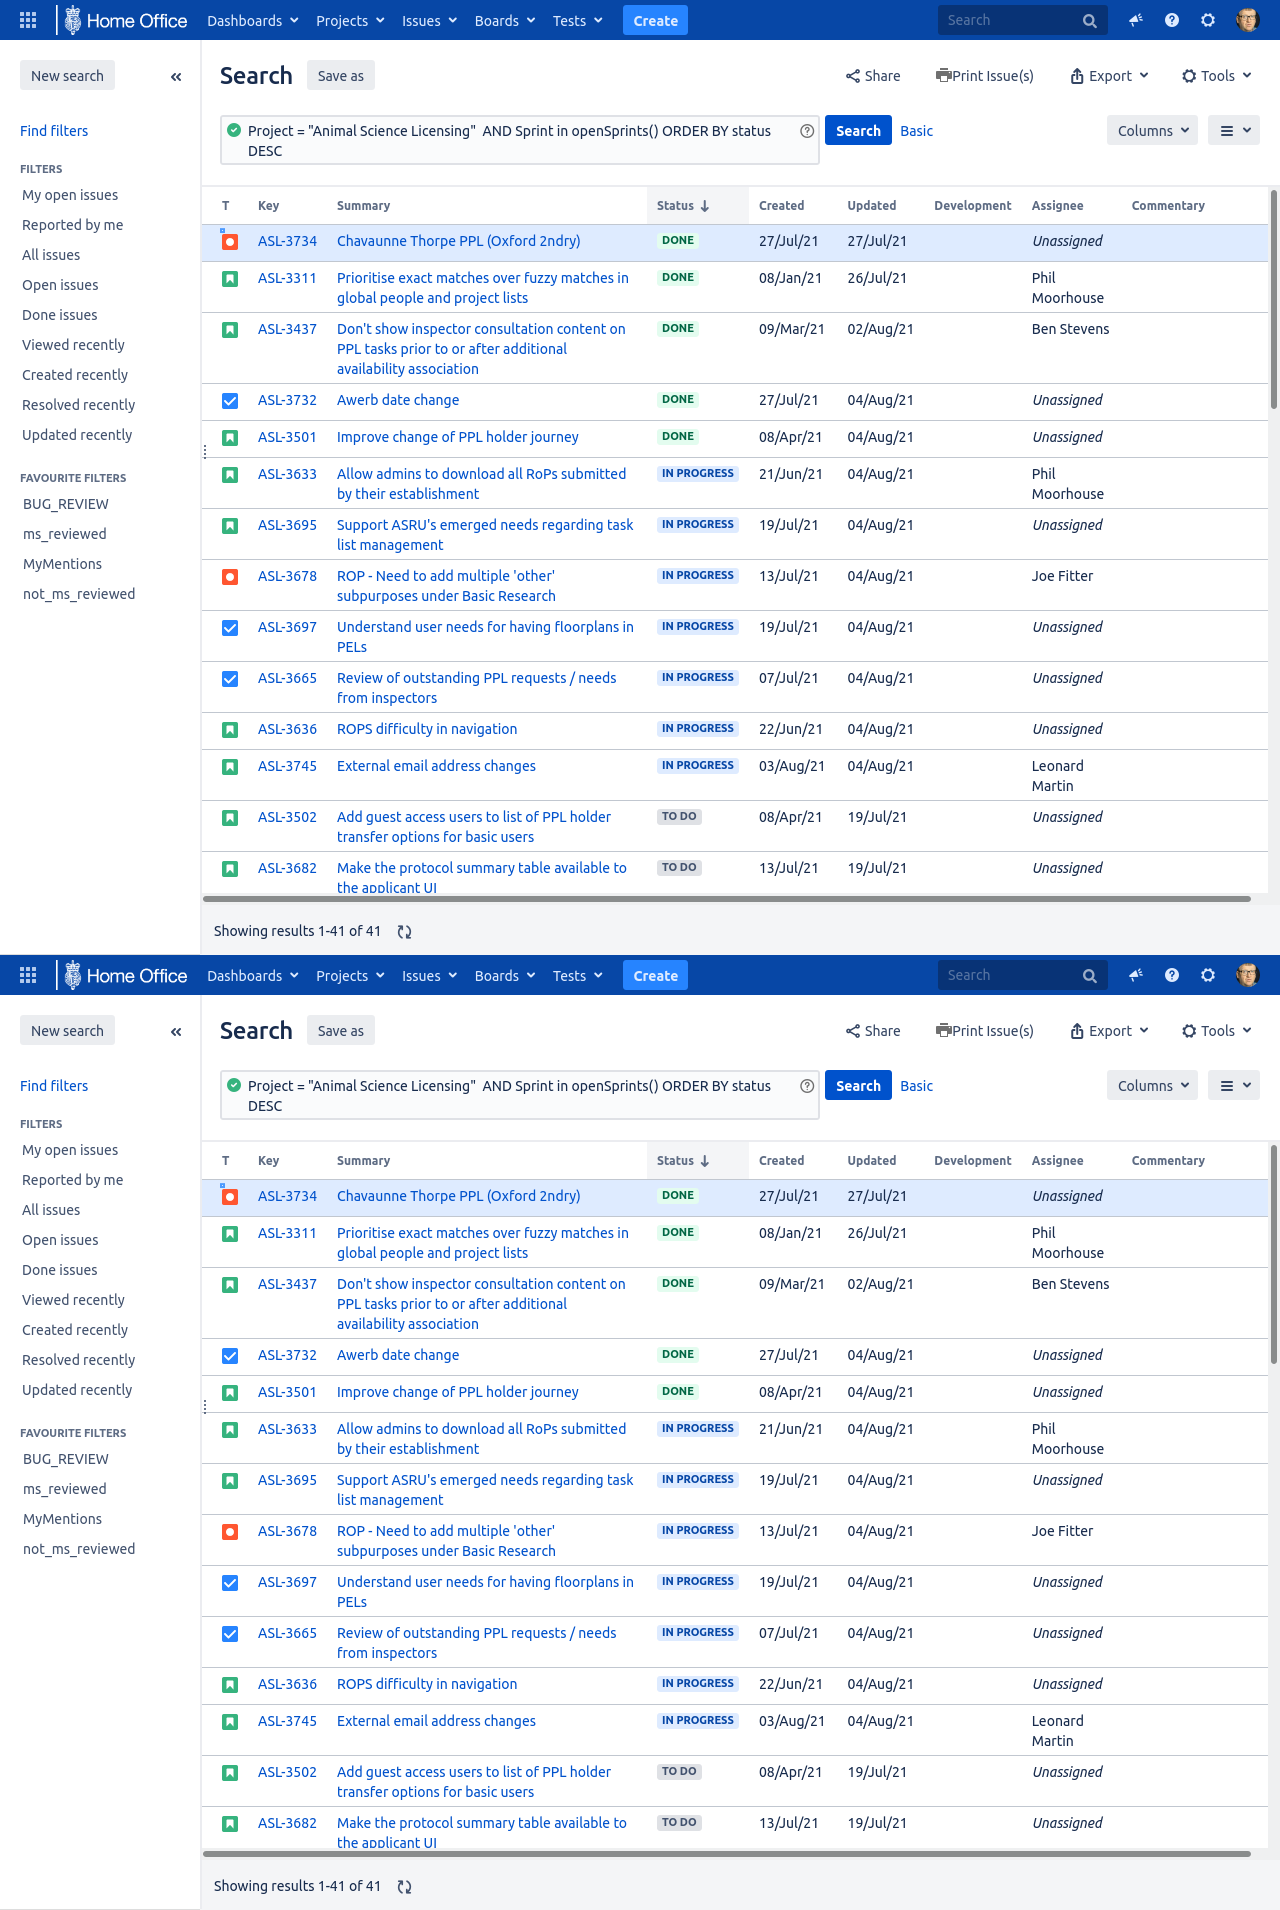 Home Office Dashboards Projects Issues Boards Tests Create Search
New search
Search Save as Share Print Issue(s) Export Tools
Find filters
Project = "Animal Science Licensing"  AND Sprint in openSprints() ORDER BY status
DESC
Search Basic Columns
FILTERS
My open issues
Reported by me
All issues
Open issues
Done issues
Viewed recently
Created recently
Resolved recently
Updated recently
FAVOURITE FILTERS
BUG_REVIEW
ms_reviewed
MyMentions
not_ms_reviewed
T Key Summary Status Created Updated Development Assignee Commentary
ASL-3734 Chavaunne Thorpe PPL (Oxford 2ndry) DONE 27/Jul/21 27/Jul/21 Unassigned
ASL-3311 Prioritise exact matches over fuzzy matches in DONE 08/Jan/21 26/Jul/21 Phil
global people and project lists Moorhouse
ASL-3437 Don't show inspector consultation content on DONE 09/Mar/21 02/Aug/21 Ben Stevens
PPL tasks prior to or after additional
availability association
ASL-3732 Awerb date change DONE 27/Jul/21 04/Aug/21 Unassigned
ASL-3501 Improve change of PPL holder journey DONE 08/Apr/21 04/Aug/21 Unassigned
ASL-3633 Allow admins to download all RoPs submitted IN PROGRESS 21/Jun/21 04/Aug/21 Phil
by their establishment Moorhouse
ASL-3695 Support ASRU's emerged needs regarding task IN PROGRESS 19/Jul/21 04/Aug/21 Unassigned
list management
ASL-3678 ROP - Need to add multiple 'other' IN PROGRESS 13/Jul/21 04/Aug/21 Joe Fitter
subpurposes under Basic Research
ASL-3697 Understand user needs for having floorplans in IN PROGRESS 19/Jul/21 04/Aug/21 Unassigned
PELs
ASL-3665 Review of outstanding PPL requests / needs IN PROGRESS 07/Jul/21 04/Aug/21 Unassigned
from inspectors
ASL-3636 ROPS difficulty in navigation IN PROGRESS 22/Jun/21 04/Aug/21 Unassigned
ASL-3745 External email address changes IN PROGRESS 03/Aug/21 04/Aug/21 Leonard
Martin
ASL-3502 Add guest access users to list of PPL holder TO DO 08/Apr/21 19/Jul/21 Unassigned
transfer options for basic users
ASL-3682 Make the protocol summary table available to TO DO 13/Jul/21 19/Jul/21 Unassigned
the applicant UI
Showing results 1-41 of 41
Home Office Dashboards Projects Issues Boards Tests Create Search
New search
Search Save as Share Print Issue(s) Export Tools
Find filters
Project = "Animal Science Licensing"  AND Sprint in openSprints() ORDER BY status
DESC
Search Basic Columns
FILTERS
My open issues
Reported by me
All issues
Open issues
Done issues
Viewed recently
Created recently
Resolved recently
Updated recently
FAVOURITE FILTERS
BUG_REVIEW
ms_reviewed
MyMentions
not_ms_reviewed
T Key Summary Status Created Updated Development Assignee Commentary
ASL-3734 Chavaunne Thorpe PPL (Oxford 2ndry) DONE 27/Jul/21 27/Jul/21 Unassigned
ASL-3311 Prioritise exact matches over fuzzy matches in DONE 08/Jan/21 26/Jul/21 Phil
global people and project lists Moorhouse
ASL-3437 Don't show inspector consultation content on DONE 09/Mar/21 02/Aug/21 Ben Stevens
PPL tasks prior to or after additional
availability association
ASL-3732 Awerb date change DONE 27/Jul/21 04/Aug/21 Unassigned
ASL-3501 Improve change of PPL holder journey DONE 08/Apr/21 04/Aug/21 Unassigned
ASL-3633 Allow admins to download all RoPs submitted IN PROGRESS 21/Jun/21 04/Aug/21 Phil
by their establishment Moorhouse
ASL-3695 Support ASRU's emerged needs regarding task IN PROGRESS 19/Jul/21 04/Aug/21 Unassigned
list management
ASL-3678 ROP - Need to add multiple 'other' IN PROGRESS 13/Jul/21 04/Aug/21 Joe Fitter
subpurposes under Basic Research
ASL-3697 Understand user needs for having floorplans in IN PROGRESS 19/Jul/21 04/Aug/21 Unassigned
PELs
ASL-3665 Review of outstanding PPL requests / needs IN PROGRESS 07/Jul/21 04/Aug/21 Unassigned
from inspectors
ASL-3636 ROPS difficulty in navigation IN PROGRESS 22/Jun/21 04/Aug/21 Unassigned
ASL-3745 External email address changes IN PROGRESS 03/Aug/21 04/Aug/21 Leonard
Martin
ASL-3502 Add guest access users to list of PPL holder TO DO 08/Apr/21 19/Jul/21 Unassigned
transfer options for basic users
ASL-3682 Make the protocol summary table available to TO DO 13/Jul/21 19/Jul/21 Unassigned
the applicant UI
Showing results 1-41 of 41